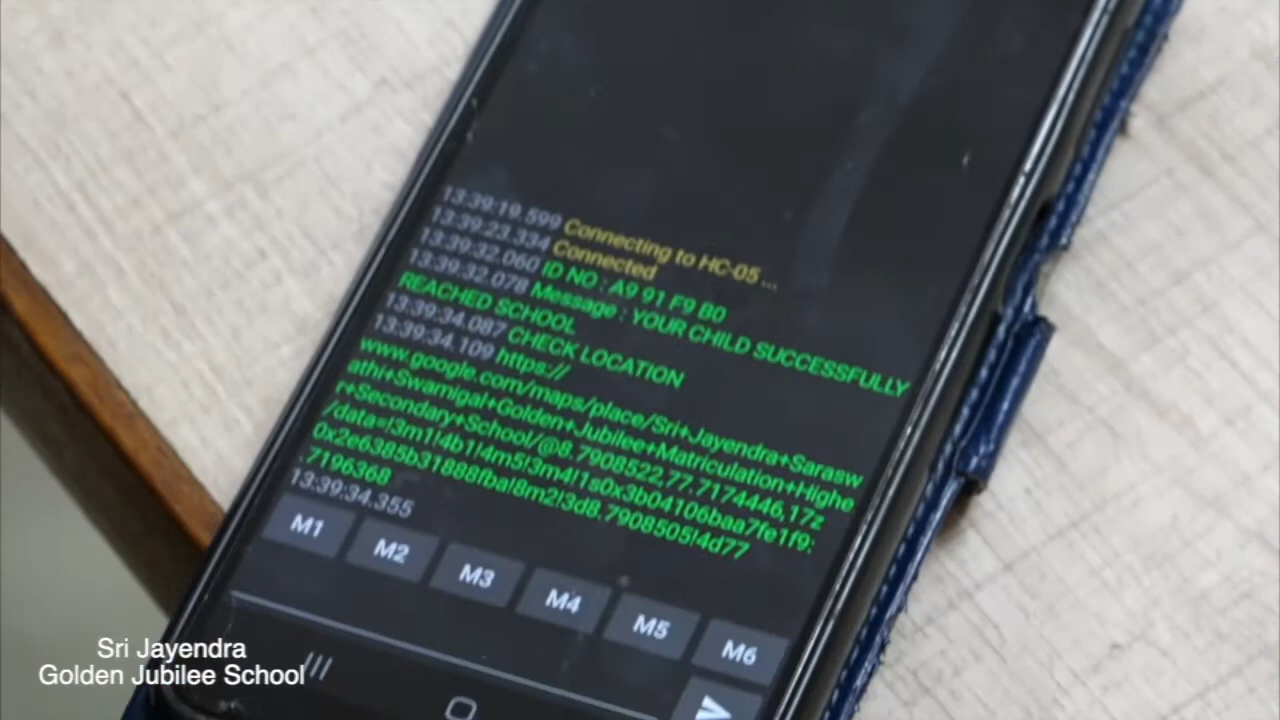 13:39:19.599 Connecting to HC-05 ...
13:39:23.334 Connected
13:39:32.060 ID NO : A9 91 F9 B0
13:39:32.078 Message : YOUR CHILD SUCCESSFULLY
REACHED SCHOOL
13:39:34.087 CHECK LOCATION
13:39:34.109 https://
www.google.com/maps/place/Sri+Jayendra+Sarasw
athi+Swamigal+Golden+Jubilee+Matriculation+Highe
r+Secondary+School/@8.7908522,77.7174446,17z
/data=!3m1!4b1!4m5!3m4!1s0x3b04106baa7fe1f9:
0x2e6385b31888fba!8m2!3d8.7908505!4d77
.7196368
13:39:34.355
M1 M2 M3 M4 M5 M6
Sri Jayendra
Golden Jubilee School